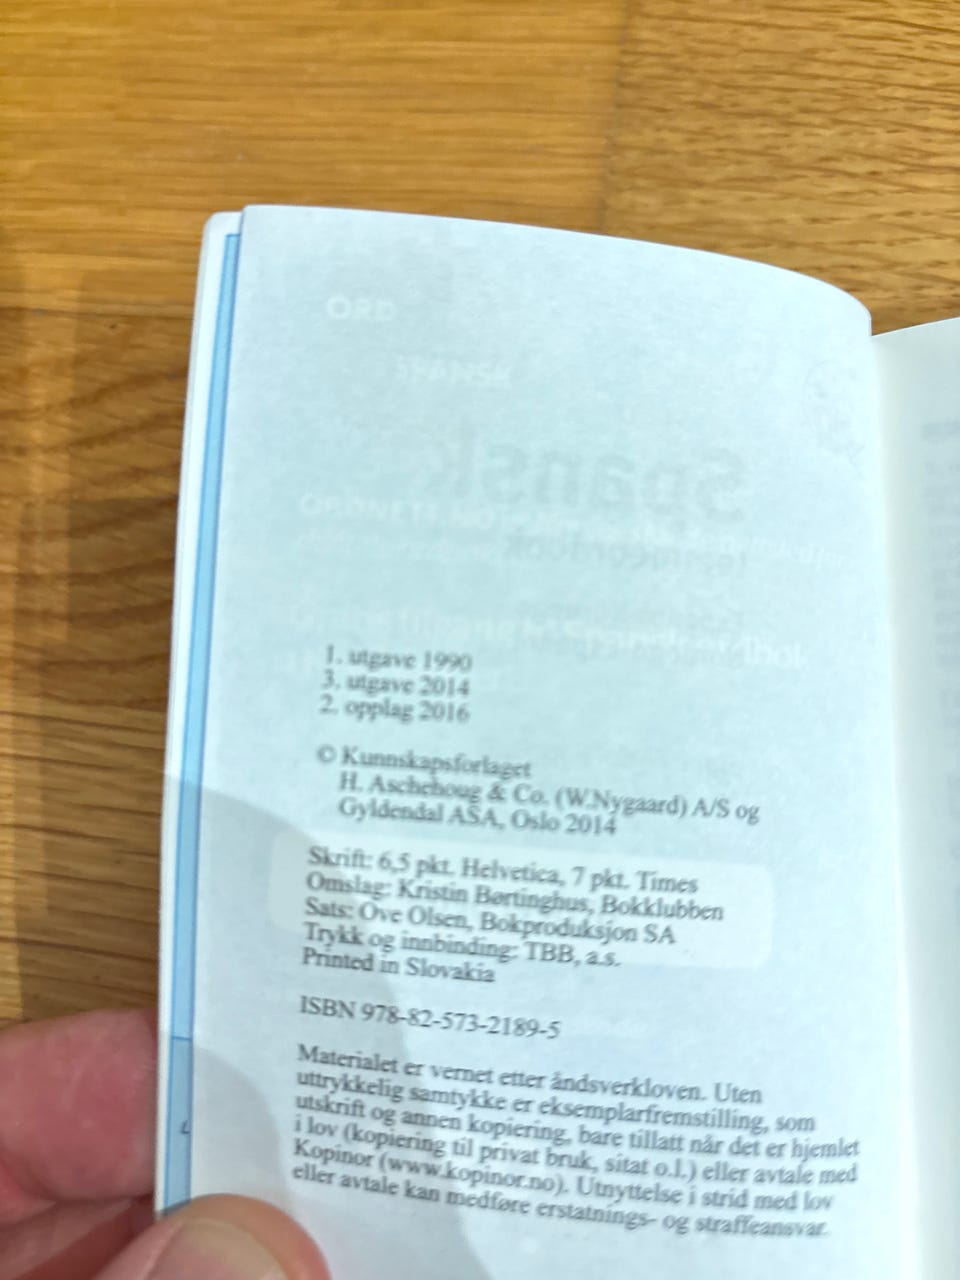 ORD
SPANSK
Spansk
1. utgave 1990
3. utgave 2014
2. opplag 2016
© Kunnskapsforlaget
H. Aschehoug & Co. (W.Nygaard) A/S og
Gyldendal ASA, Oslo 2014
Skrift: 6,5 pkt. Helvetica, 7 pkt. Times
Omslag: Kristin Børtinghus, Bokklubben
Sats: Ove Olsen, Bokproduksjon SA
Trykk og innbinding: TBB, a.s.
Printed in Slovakia
ISBN 978-82-573-2189-5
Materialet er vernet etter åndsverkloven. Uten
uttrykkelig samtykke er eksemplarfremstilling, som
utskrift og annen kopiering, bare tillatt når det er hjemlet
i lov (kopiering til privat bruk, sitat o.l.) eller avtale med
Kopinor (www.kopinor.no). Utnyttelse i strid med lov
eller avtale kan medføre erstatnings- og straffeansvar.